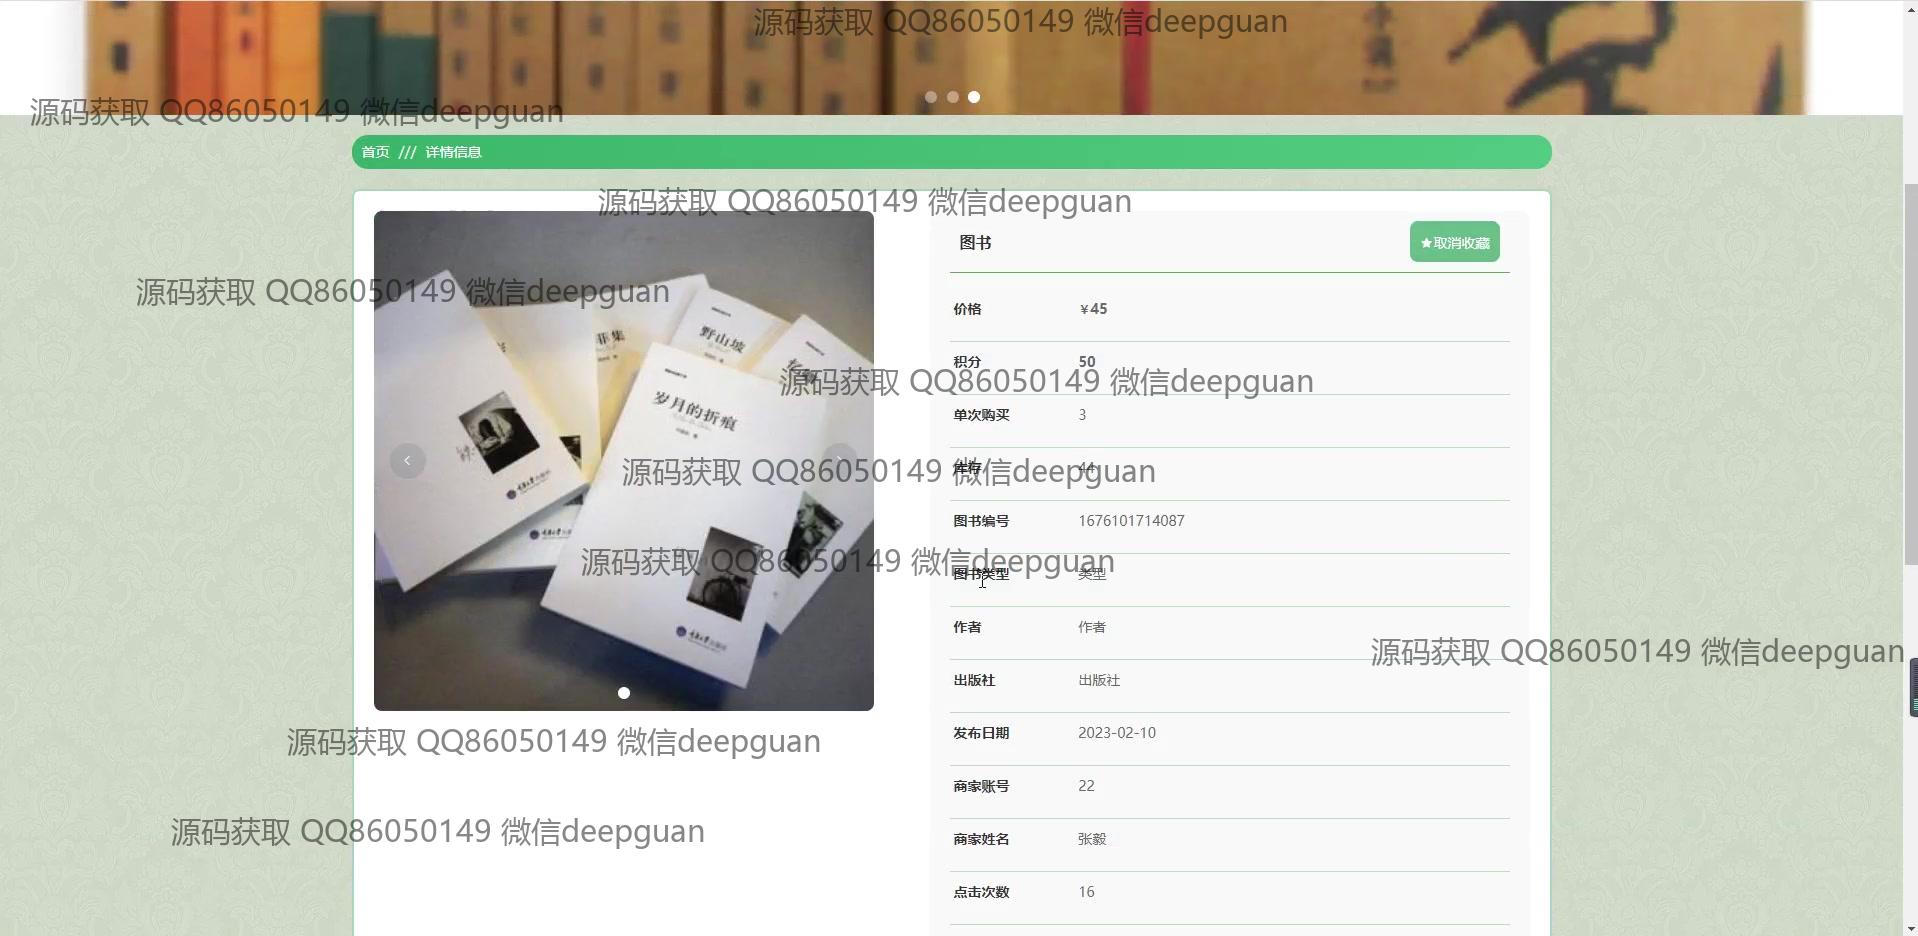 小
源码获取 QQ86050149 微信deepguan
源码获取 QQ86050149 微信deepguan
首页 /// 详情信息
源码获取 QQ86050149 微信deepguan
图书
★取消收藏
源码获取 QQ86050149 微信deepguan
价格 ¥45
野山坡
菲集
积分 50
源码获取 QQ86050149 微信deepguan
岁月的折痕
单次购买 3
库存 44
源码获取 QQ86050149 微信deepguan
图书编号 1676101714087
源码获取 QQ86050149 微信deepguan
图书类型 类型
作者 作者
源码获取 QQ86050149 微信deepguan
出版社 出版社
发布日期 2023-02-10
源码获取 QQ86050149 微信deepguan
商家账号 22
源码获取 QQ86050149 微信deepguan
商家姓名 张毅
点击次数 16